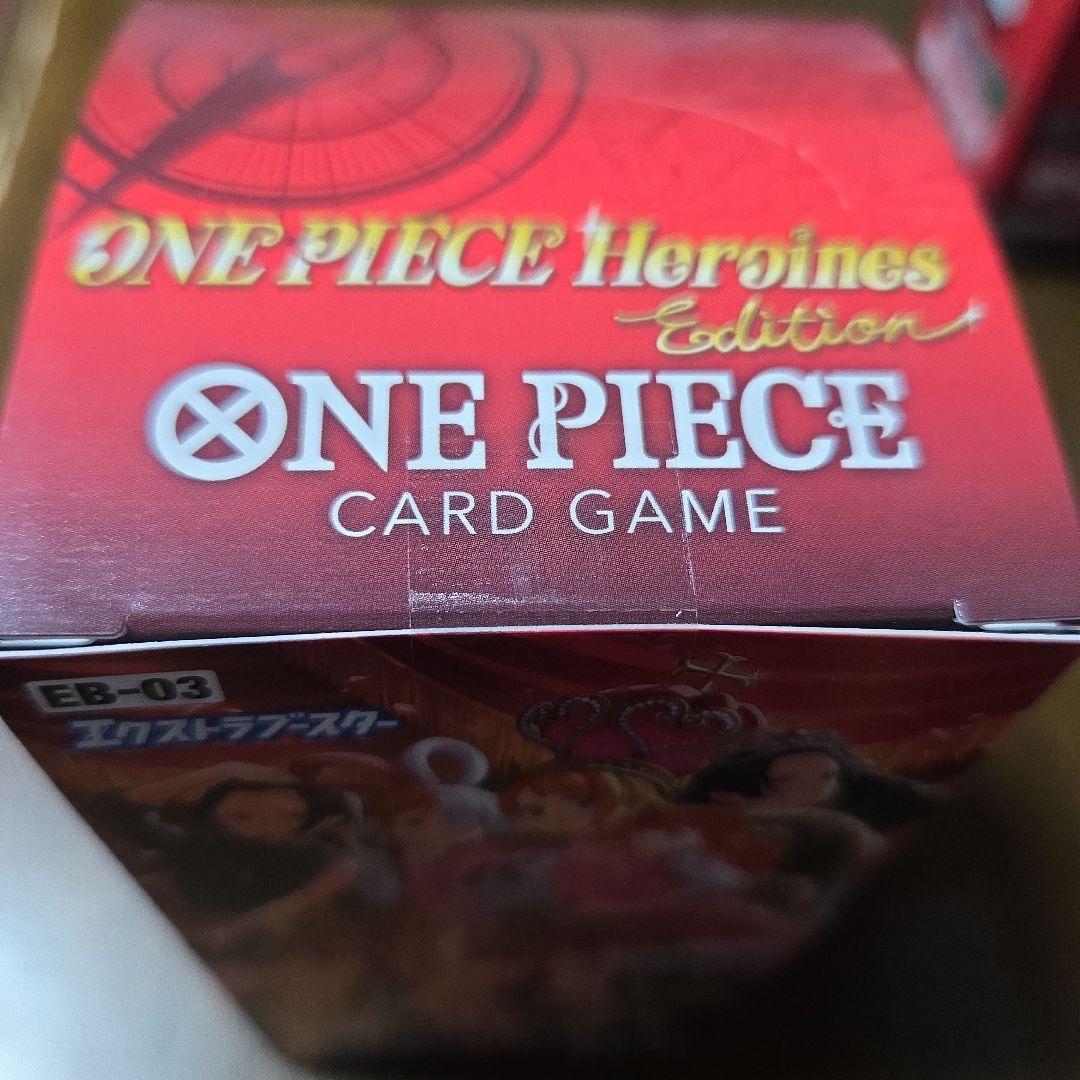 ONE PIECE Heroines
Edition
ONE PIECE
CARD GAME
EB-03
エクストラブースター